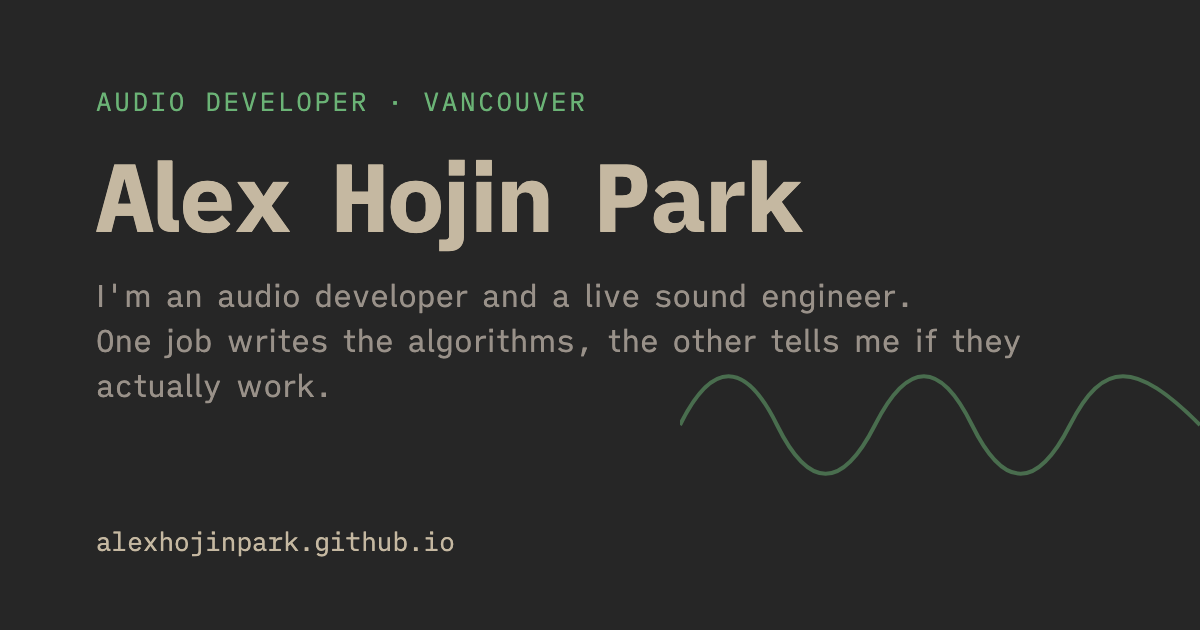 AUDIO DEVELOPER · VANCOUVER
Alex Hojin Park
I'm an audio developer and a live sound engineer.
One job writes the algorithms, the other tells me if they
actually work.
alexhojinpark.github.io